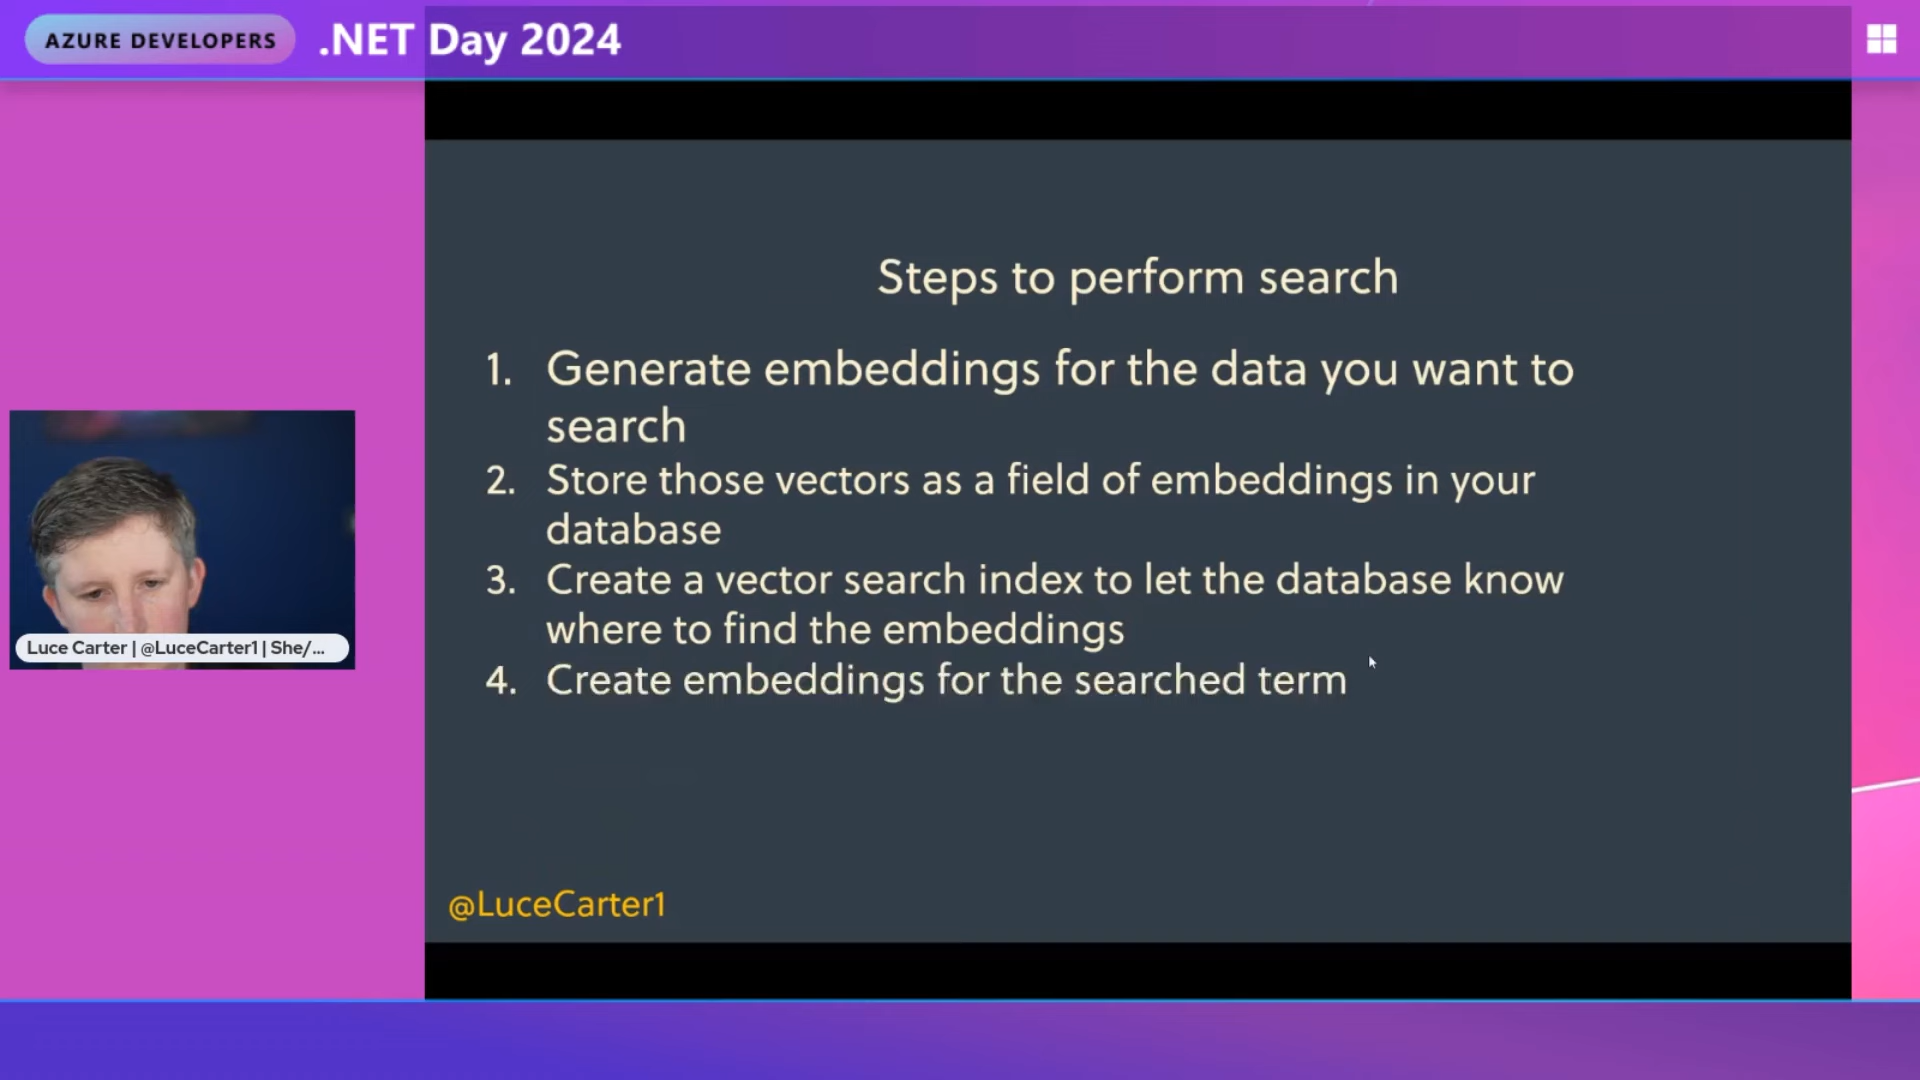 AZURE DEVELOPERS
.NET Day 2024
Steps to perform search
1. Generate embeddings for the data you want to
search
2. Store those vectors as a field of embeddings in your
database
3. Create a vector search index to let the database know
where to find the embeddings
4. Create embeddings for the searched term
Luce Carter | @LuceCarter1 | She/...
@LuceCarter1